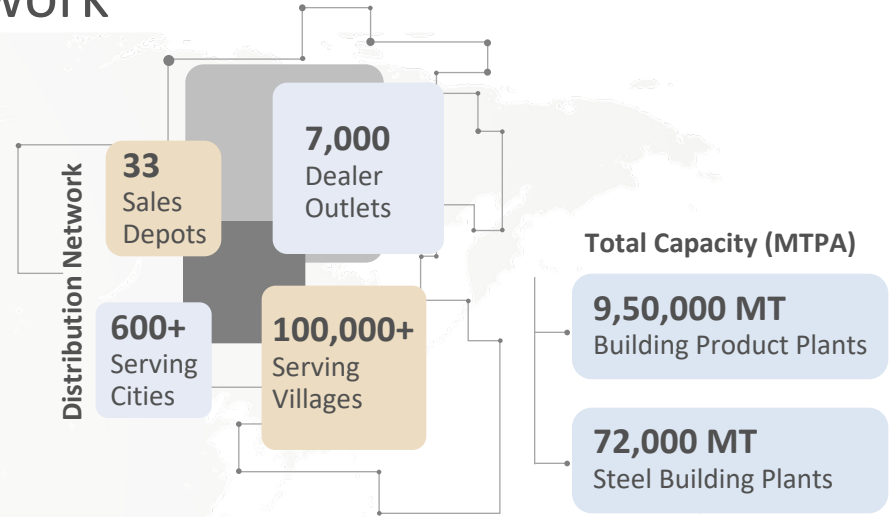 Distribution Network
33
Sales
Depots
7,000
Dealer
Outlets
600+
Serving
Cities
100,000+
Serving
Villages
Total Capacity (MTPA)
9,50,000 MT
Building Product Plants
72,000 MT
Steel Building Plants